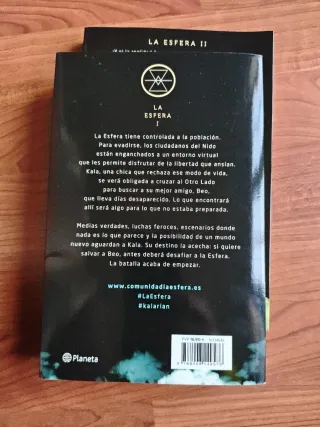 LA ESFERA II
LA
ESFERA
I
La Esfera tiene controlada a la población.
Para evadirse, los ciudadanos del Nido
están enganchados a un entorno virtual
que les permite disfrutar de la libertad que ansían.
Kala, una chica que rechaza ese modo de vida,
se verá obligada a cruzar al Otro Lado
para buscar a su mejor amigo, Beo,
que lleva días desaparecido. Lo que encontrará
allí será algo para lo que no estaba preparada.
Medias verdades, luchas feroces, escenarios donde
nada es lo que parece y la posibilidad de un mundo
nuevo aguardan a Kala. Su destino la acecha: si quiere
salvar a Beo, antes deberá desafiar a la Esfera.
La batalla acaba de empezar.
www.comunidadlaesfera.es
#LaEsfera
#kalarian
Planeta